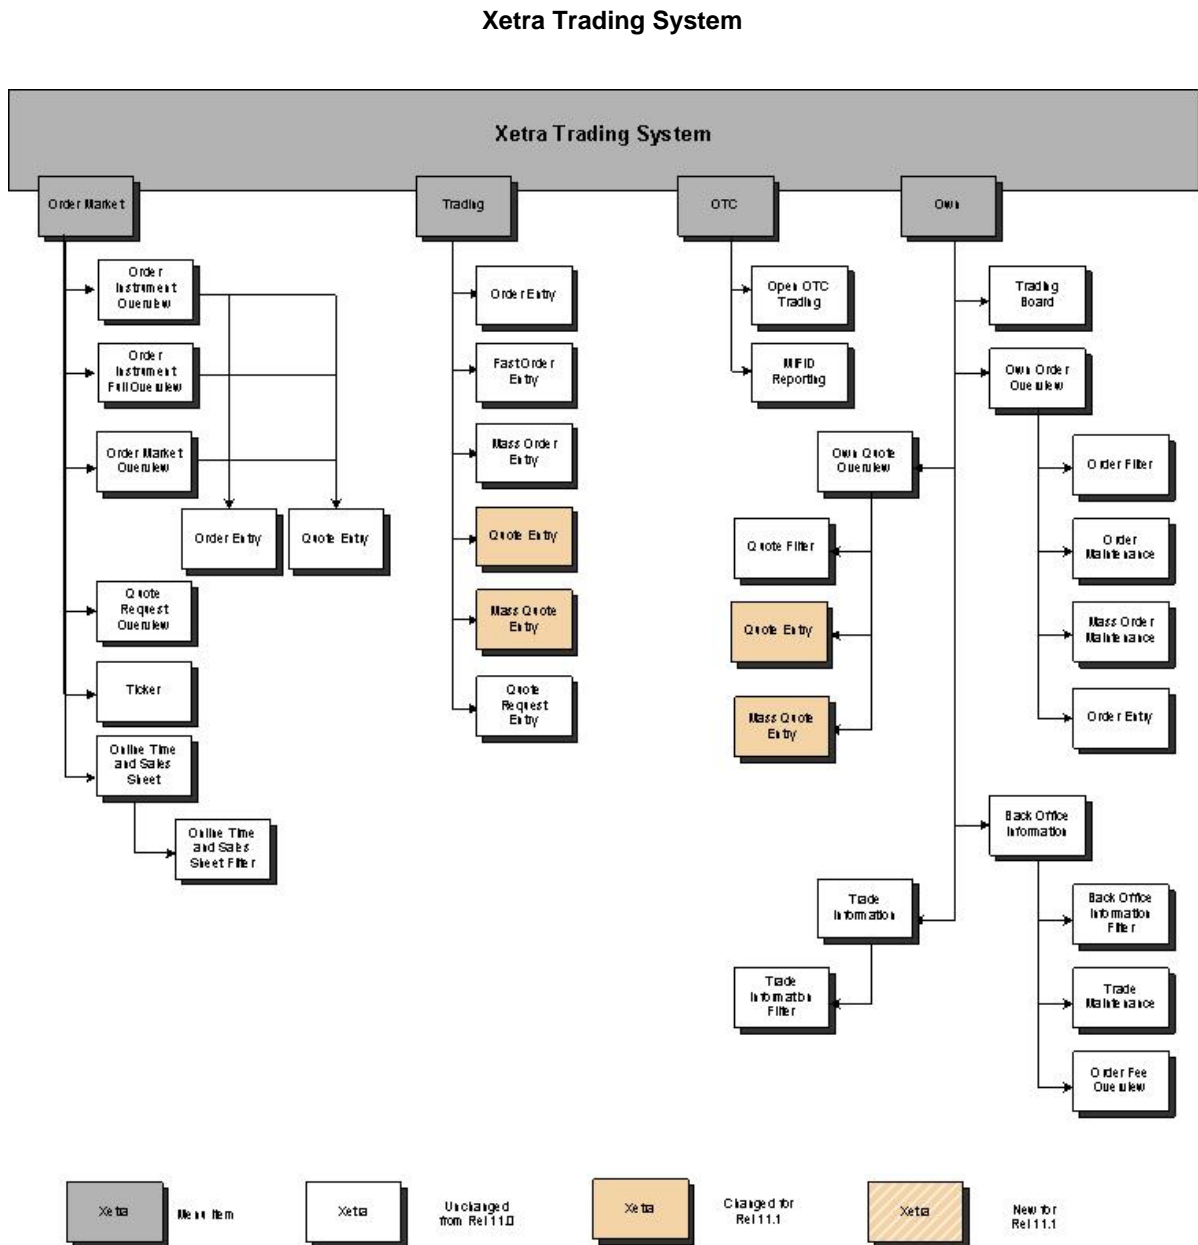 Xetra Trading System
Xetra Trading System
Order Market
Trading
OTC
Own
Order
Instrument
Overview
Order
Instrument
Full Overview
Order Market
Overview
Order Entry
Quote Entry
Quote
Request
Overview
Ticker
Online Time
and Sales
Sheet
Online Time
and Sales
Sheet Filter
Order Entry
Fast Order
Entry
Mass Order
Entry
Quote Entry
Mass Quote
Entry
Quote
Request
Entry
Open OTC
Trading
MiFID
Reporting
Own Quote
Overview
Quote Filter
Quote Entry
Mass Quote
Entry
Trade
Information
Trade
Information
Filter
Trading
Board
Own Order
Overview
Order Filter
Order
Maintenance
Mass Order
Maintenance
Order Entry
Back Office
Information
Back Office
Information
Filter
Trade
Maintenance
Order Fee
Overview
Xetra
Menu Item
Xetra
Unchanged
from Rel 11.0
Xetra
Changed for
Rel 11.1
Xetra
New for
Rel 11.1